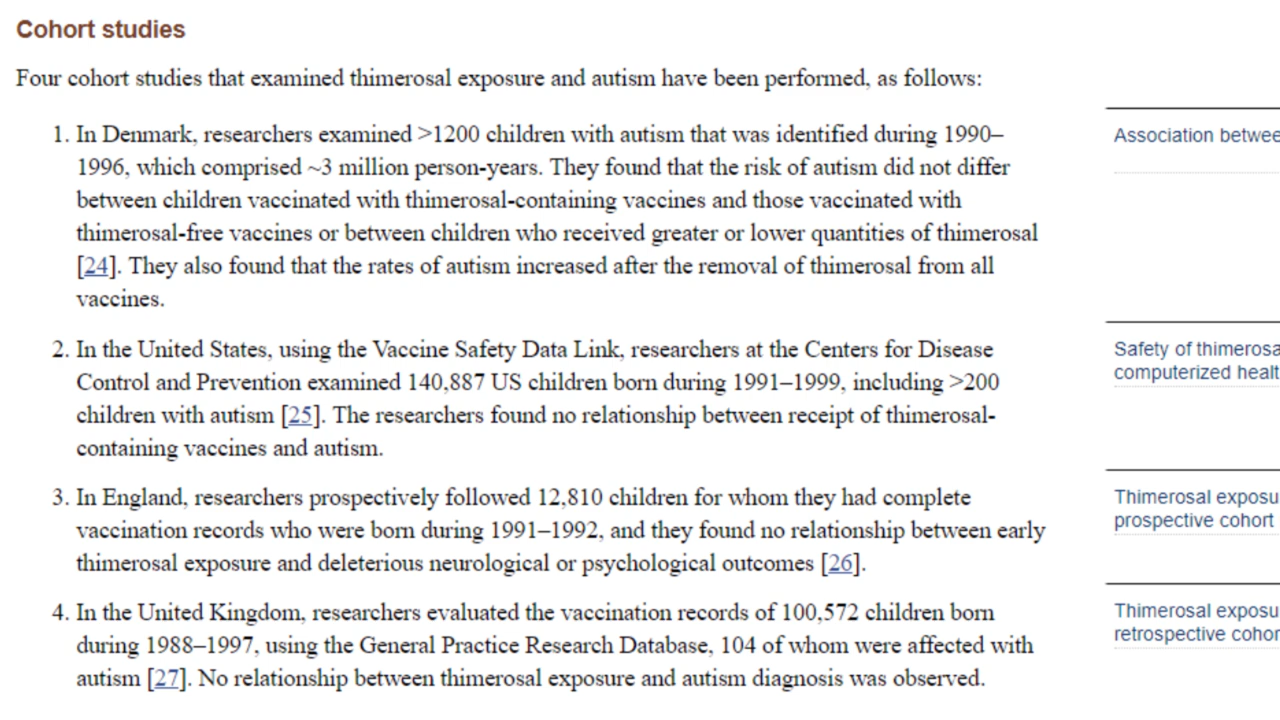 Cohort studies
Four cohort studies that examined thimerosal exposure and autism have been performed, as follows:
1. In Denmark, researchers examined >1200 children with autism that was identified during 1990–
1996, which comprised ~3 million person-years. They found that the risk of autism did not differ
between children vaccinated with thimerosal-containing vaccines and those vaccinated with
thimerosal-free vaccines or between children who received greater or lower quantities of thimerosal
[24]. They also found that the rates of autism increased after the removal of thimerosal from all
vaccines.
2. In the United States, using the Vaccine Safety Data Link, researchers at the Centers for Disease
Control and Prevention examined 140,887 US children born during 1991–1999, including >200
children with autism [25]. The researchers found no relationship between receipt of thimerosal-
containing vaccines and autism.
3. In England, researchers prospectively followed 12,810 children for whom they had complete
vaccination records who were born during 1991–1992, and they found no relationship between early
thimerosal exposure and deleterious neurological or psychological outcomes [26].
4. In the United Kingdom, researchers evaluated the vaccination records of 100,572 children born
during 1988–1997, using the General Practice Research Database, 104 of whom were affected with
autism [27]. No relationship between thimerosal exposure and autism diagnosis was observed.
Association betwee
Safety of thimerosa
computerized healt
Thimerosal exposu
prospective cohort
Thimerosal exposu
retrospective cohor